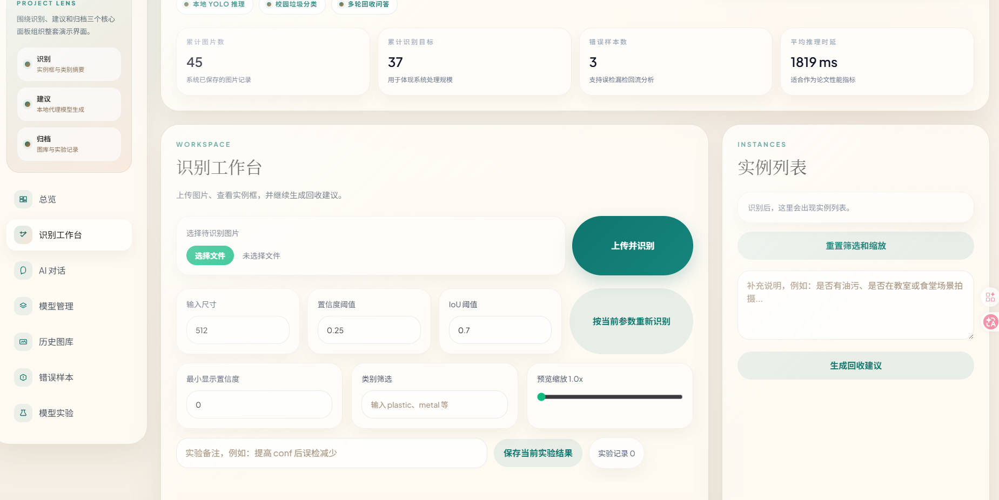 PROJECT LENS
围绕识别、建议和归档三个核心
面板组织整套演示界面。
识别
实例框与类别摘要
建议
本地代理模型生成
归档
图库与实验记录
总览
识别工作台
AI 对话
模型管理
历史图库
错误样本
模型实验
本地 YOLO 推理
校园垃圾分类
多轮回收问答
累计图片数
45
系统已保存的图片记录
累计识别目标
37
用于体现系统处理规模
错误样本数
3
支持误检漏检回流分析
平均推理时延
1819 ms
适合作为论文性能指标
WORKSPACE
识别工作台
上传图片、查看实例框，并继续生成回收建议。
选择待识别图片
选择文件 未选择文件
上传并识别
输入尺寸
512
置信度阈值
0.25
IoU 阈值
0.7
按当前参数重新识别
最小显示置信度
0
类别筛选
输入 plastic、metal 等
预览缩放 1.0x
实验备注，例如：提高 conf 后误检减少
保存当前实验结果
实验记录 0
INSTANCES
实例列表
识别后，这里会出现实例列表。
重置筛选和缩放
补充说明，例如：是否有油污、是否在教室或食堂场景拍
摄...
生成回收建议